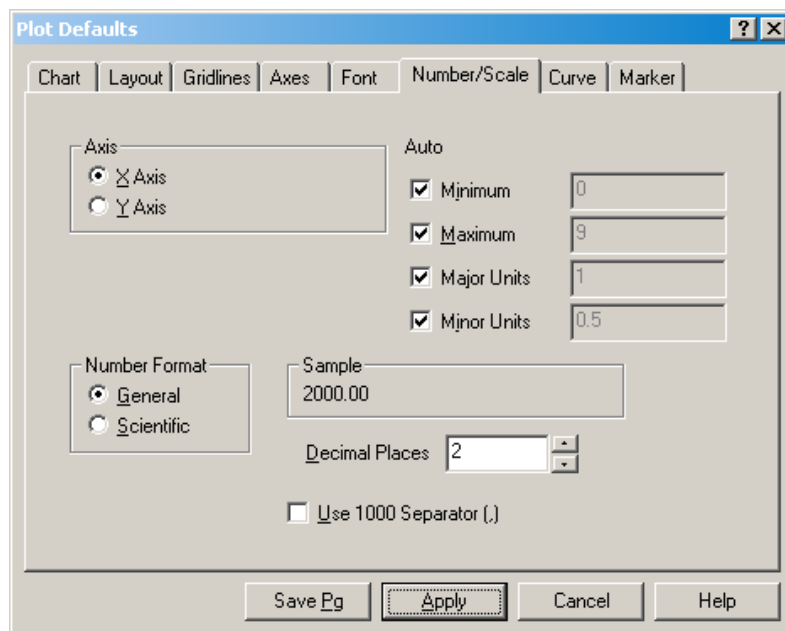 Plot Defaults
Chart Layout Gridlines Axes Font Number/Scale Curve Marker
Axis
X Axis
Y Axis
Auto
Minimum 0
Maximum 9
Major Units 1
Minor Units 0.5
Number Format
General
Scientific
Sample
2000.00
Decimal Places 2
Use 1000 Separator (,)
Save Pg Apply Cancel Help